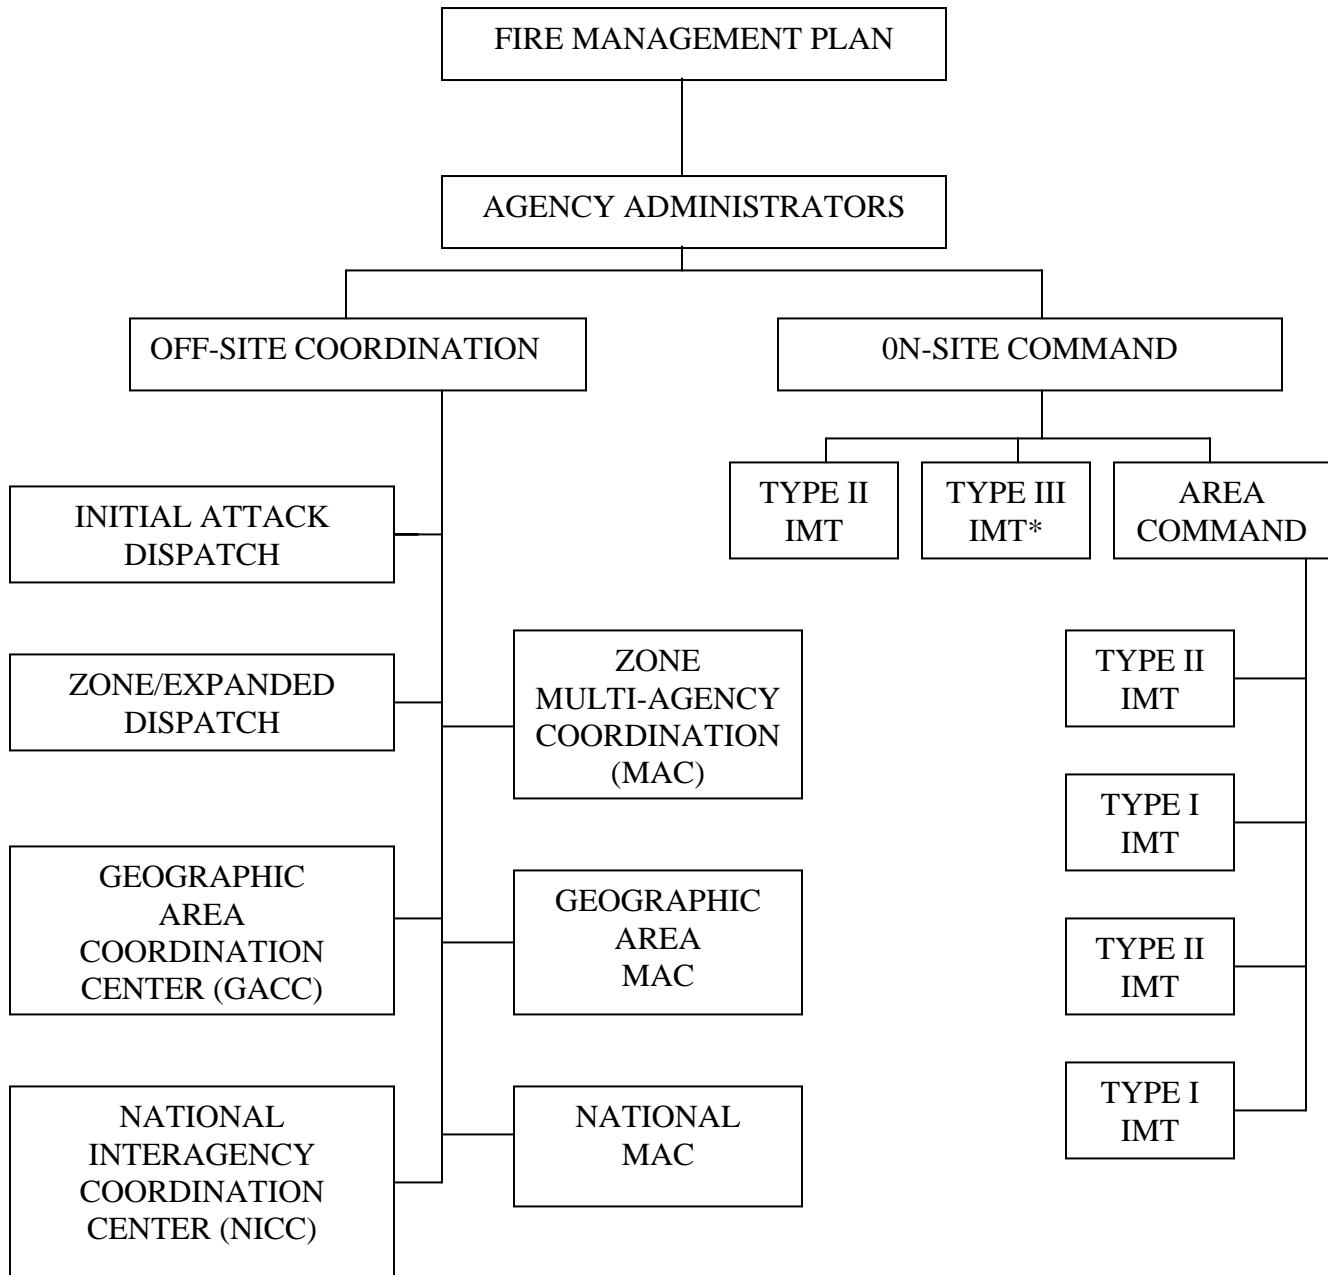 FIRE MANAGEMENT PLAN
AGENCY ADMINISTRATORS
OFF-SITE COORDINATION
0N-SITE COMMAND
TYPE II
IMT
TYPE III
IMT*
AREA
COMMAND
INITIAL ATTACK
DISPATCH
ZONE/EXPANDED
DISPATCH
ZONE
MULTI-AGENCY
COORDINATION
(MAC)
TYPE II
IMT
TYPE I
IMT
GEOGRAPHIC
AREA
COORDINATION
CENTER (GACC)
GEOGRAPHIC
AREA
MAC
TYPE II
IMT
NATIONAL
INTERAGENCY
COORDINATION
CENTER (NICC)
NATIONAL
MAC
TYPE I
IMT